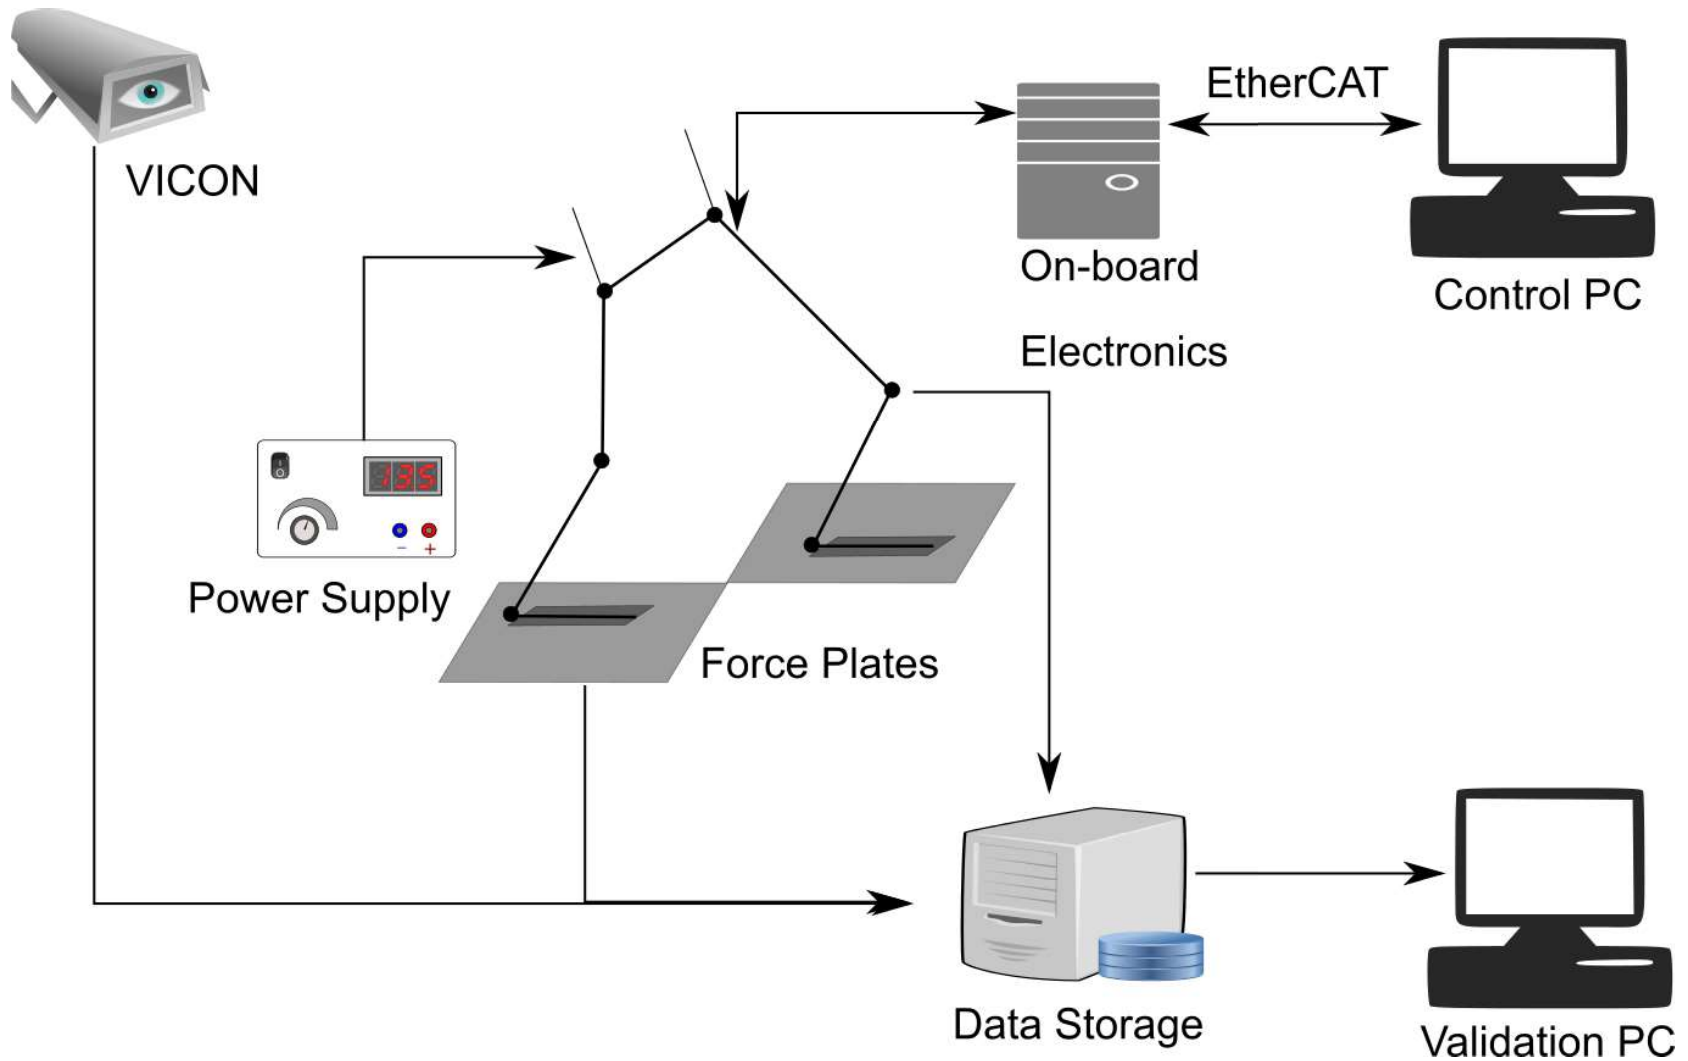 EtherCAT
VICON
On-board
Electronics
Control PC
135
- +
Power Supply
Force Plates
Data Storage
Validation PC